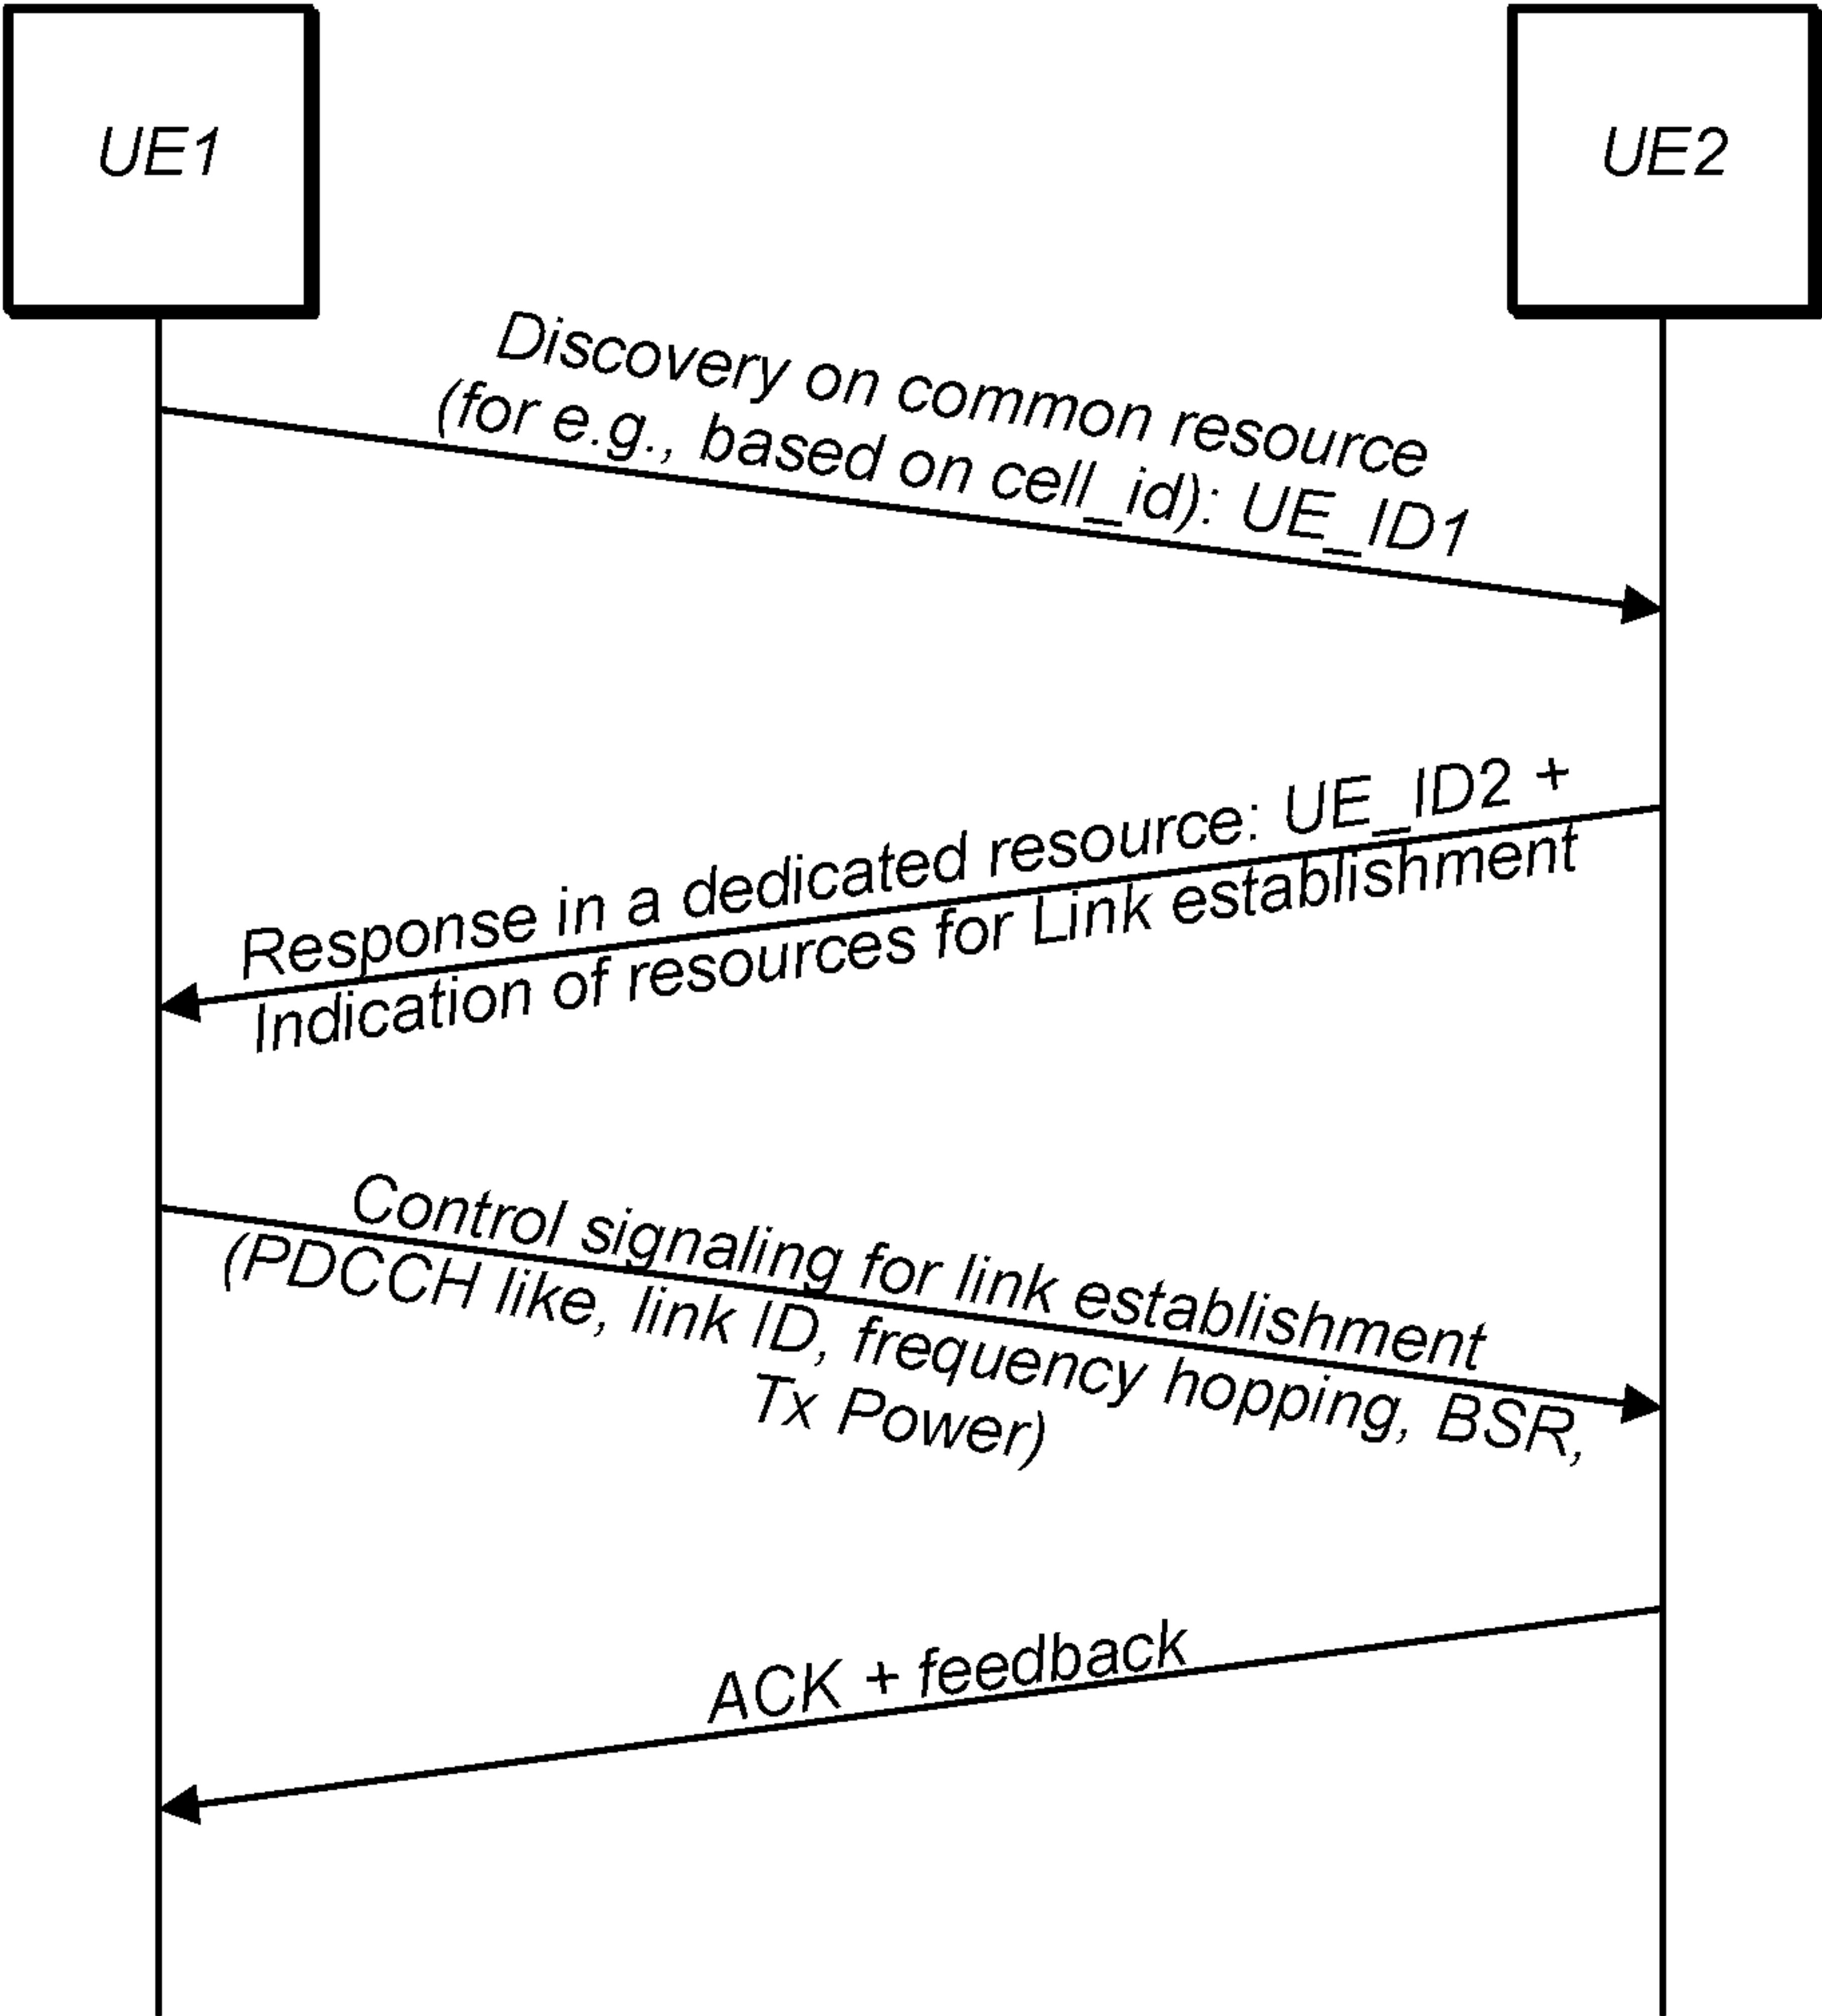 UE1
UE2
Discovery on common resource
(for e.g., based on cell_id): UE_ID1
Response in a dedicated resource: UE_ID2 +
Indication of resources for Link establishment
Control signaling for link establishment
(PDCCH like, link ID, frequency hopping, BSR,
Tx Power)
ACK + feedback